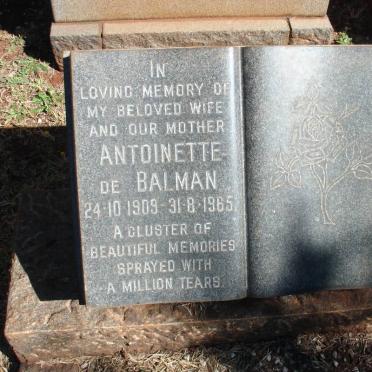 IN
LOVING MEMORY OF
MY BELOVED WIFE
AND OUR MOTHER
ANTOINETTE
DE BALMAN
24·10·1909 - 31·8·1965.
A CLUSTER OF
BEAUTIFUL MEMORIES
SPRAYED WITH
A MILLION TEARS.